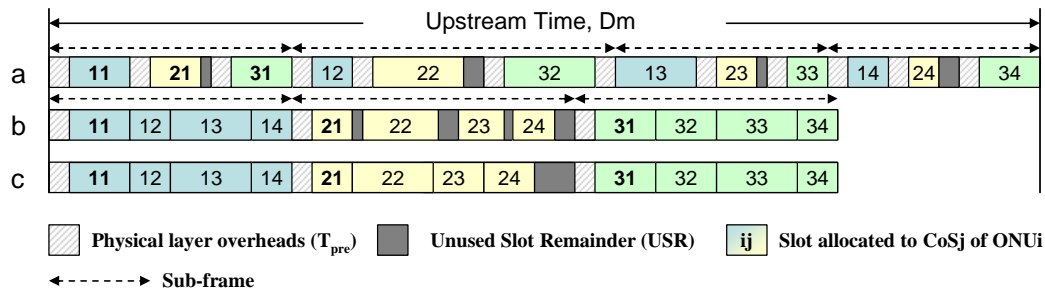 Upstream Time, Dm
a 11 21 31 12 22 32 13 23 33 14 24 34
b 11 12 13 14 21 22 23 24 31 32 33 34
c 11 12 13 14 21 22 23 24 31 32 33 34
Physical layer overheads (Tpre) Unused Slot Remainder (USR) ij Slot allocated to CoSj of ONUi
Sub-frame